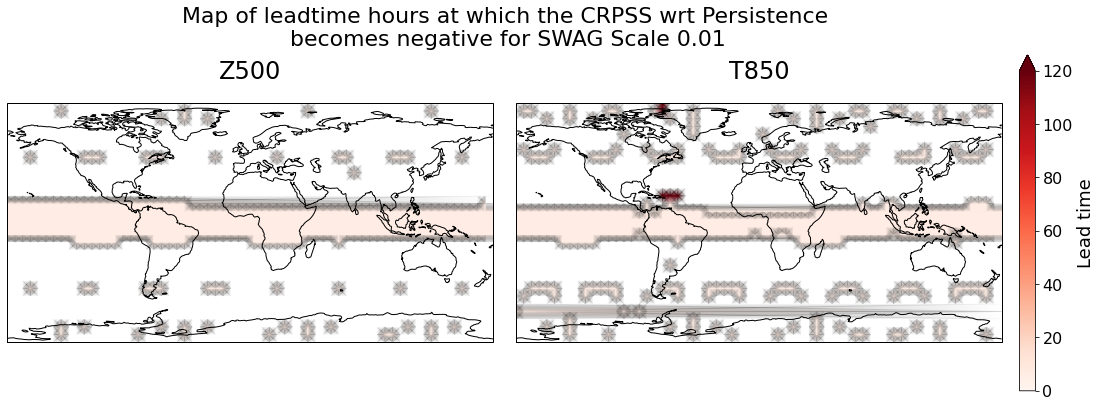 Map of leadtime hours at which the CRPSS wrt Persistence
becomes negative for SWAG Scale 0.01
Z500
T850
120
100
80
60
40
20
0
Lead time